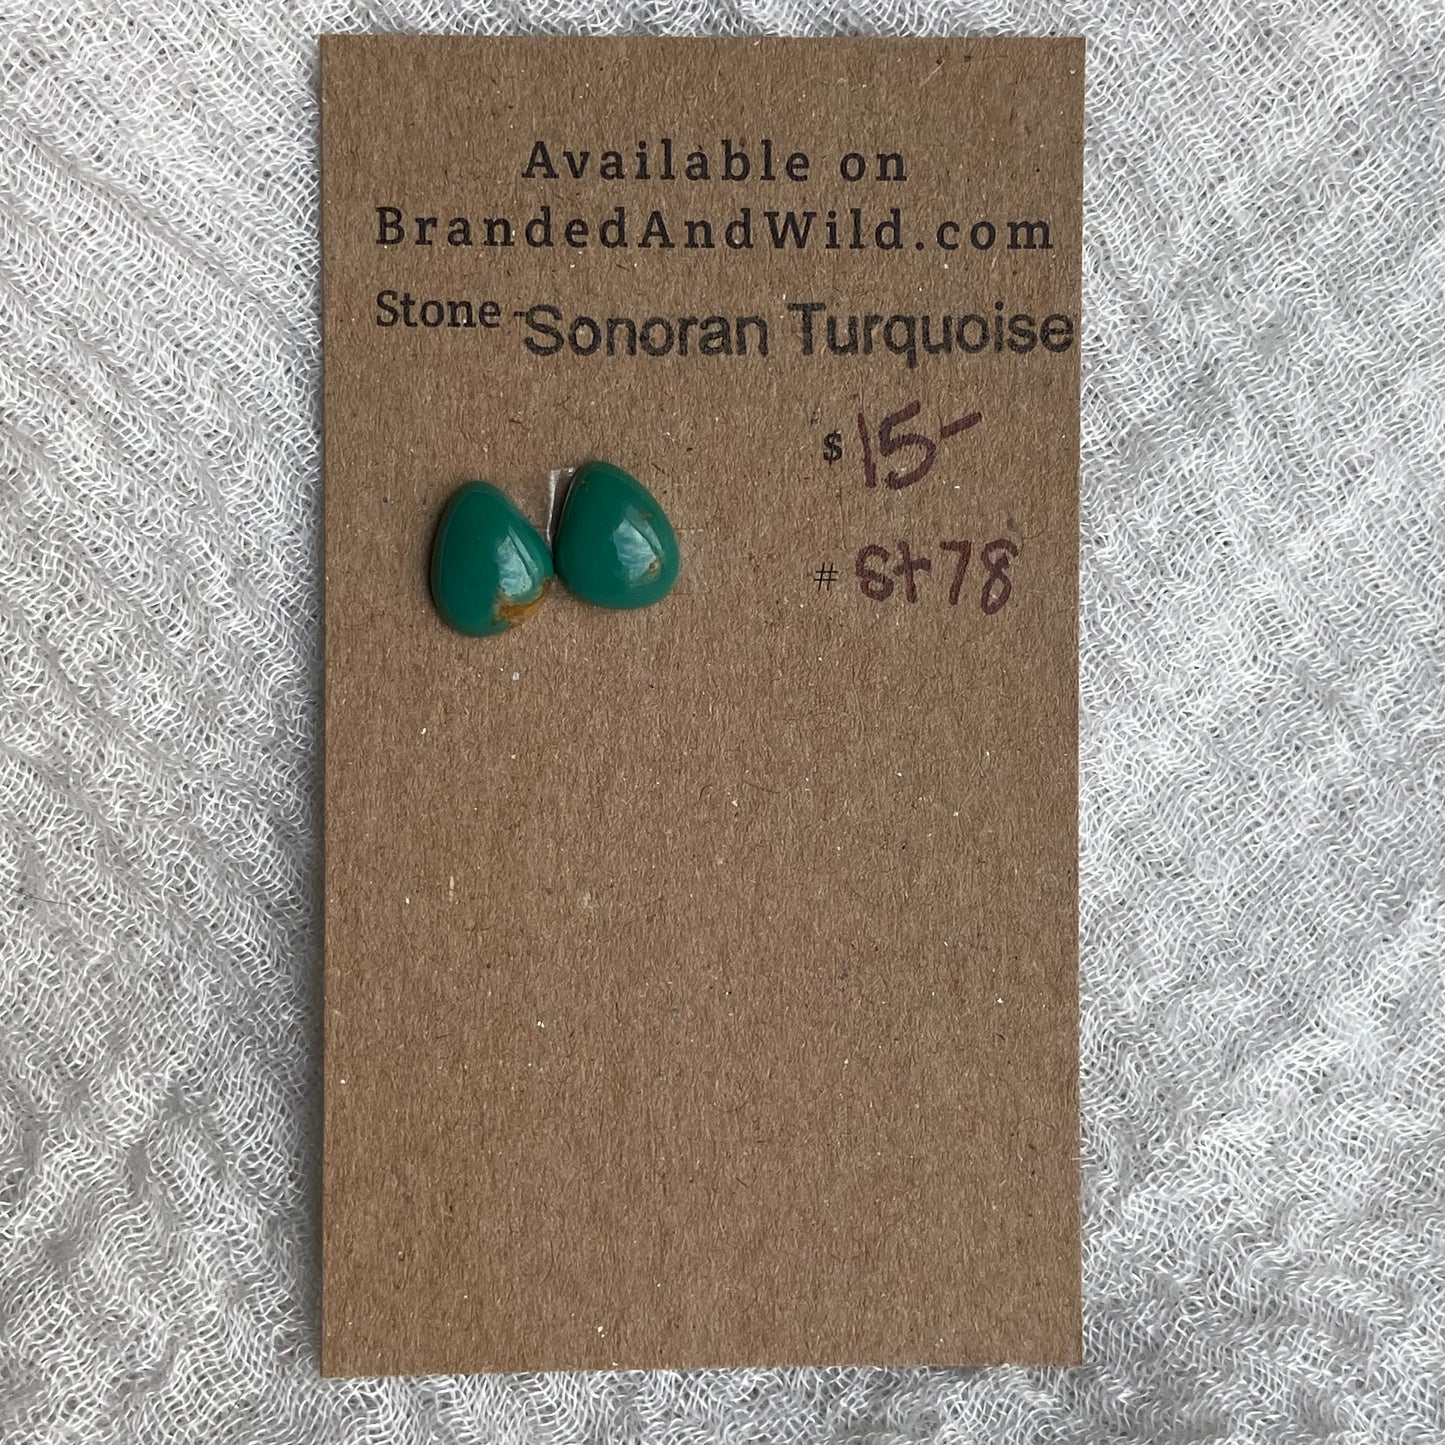 Available on
BrandedAndWild.com
Stone - Sonoran Turquoise
$ 15-
# St78